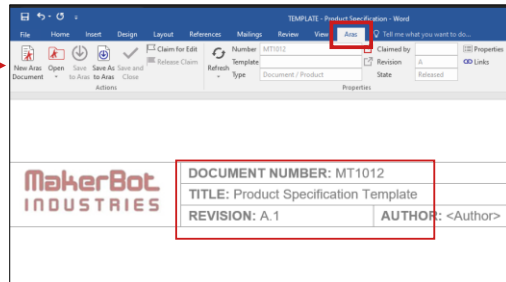 TEMPLATE - Product Specification - Word
File Home Insert Design Layout References Mailings Review View Aras Tell me what you want to do...
New Aras Document
Open
Save to Aras
Save As to Aras
Save and Close
Claim for Edit
Release Claim
Actions
Refresh
Number MT1012
Template
Type Document / Product
Claimed by
Revision A
State Released
Properties
Links
Properties
MakerBot
INDUSTRIES
DOCUMENT NUMBER: MT1012
TITLE: Product Specification Template
REVISION: A.1 AUTHOR: <Author>